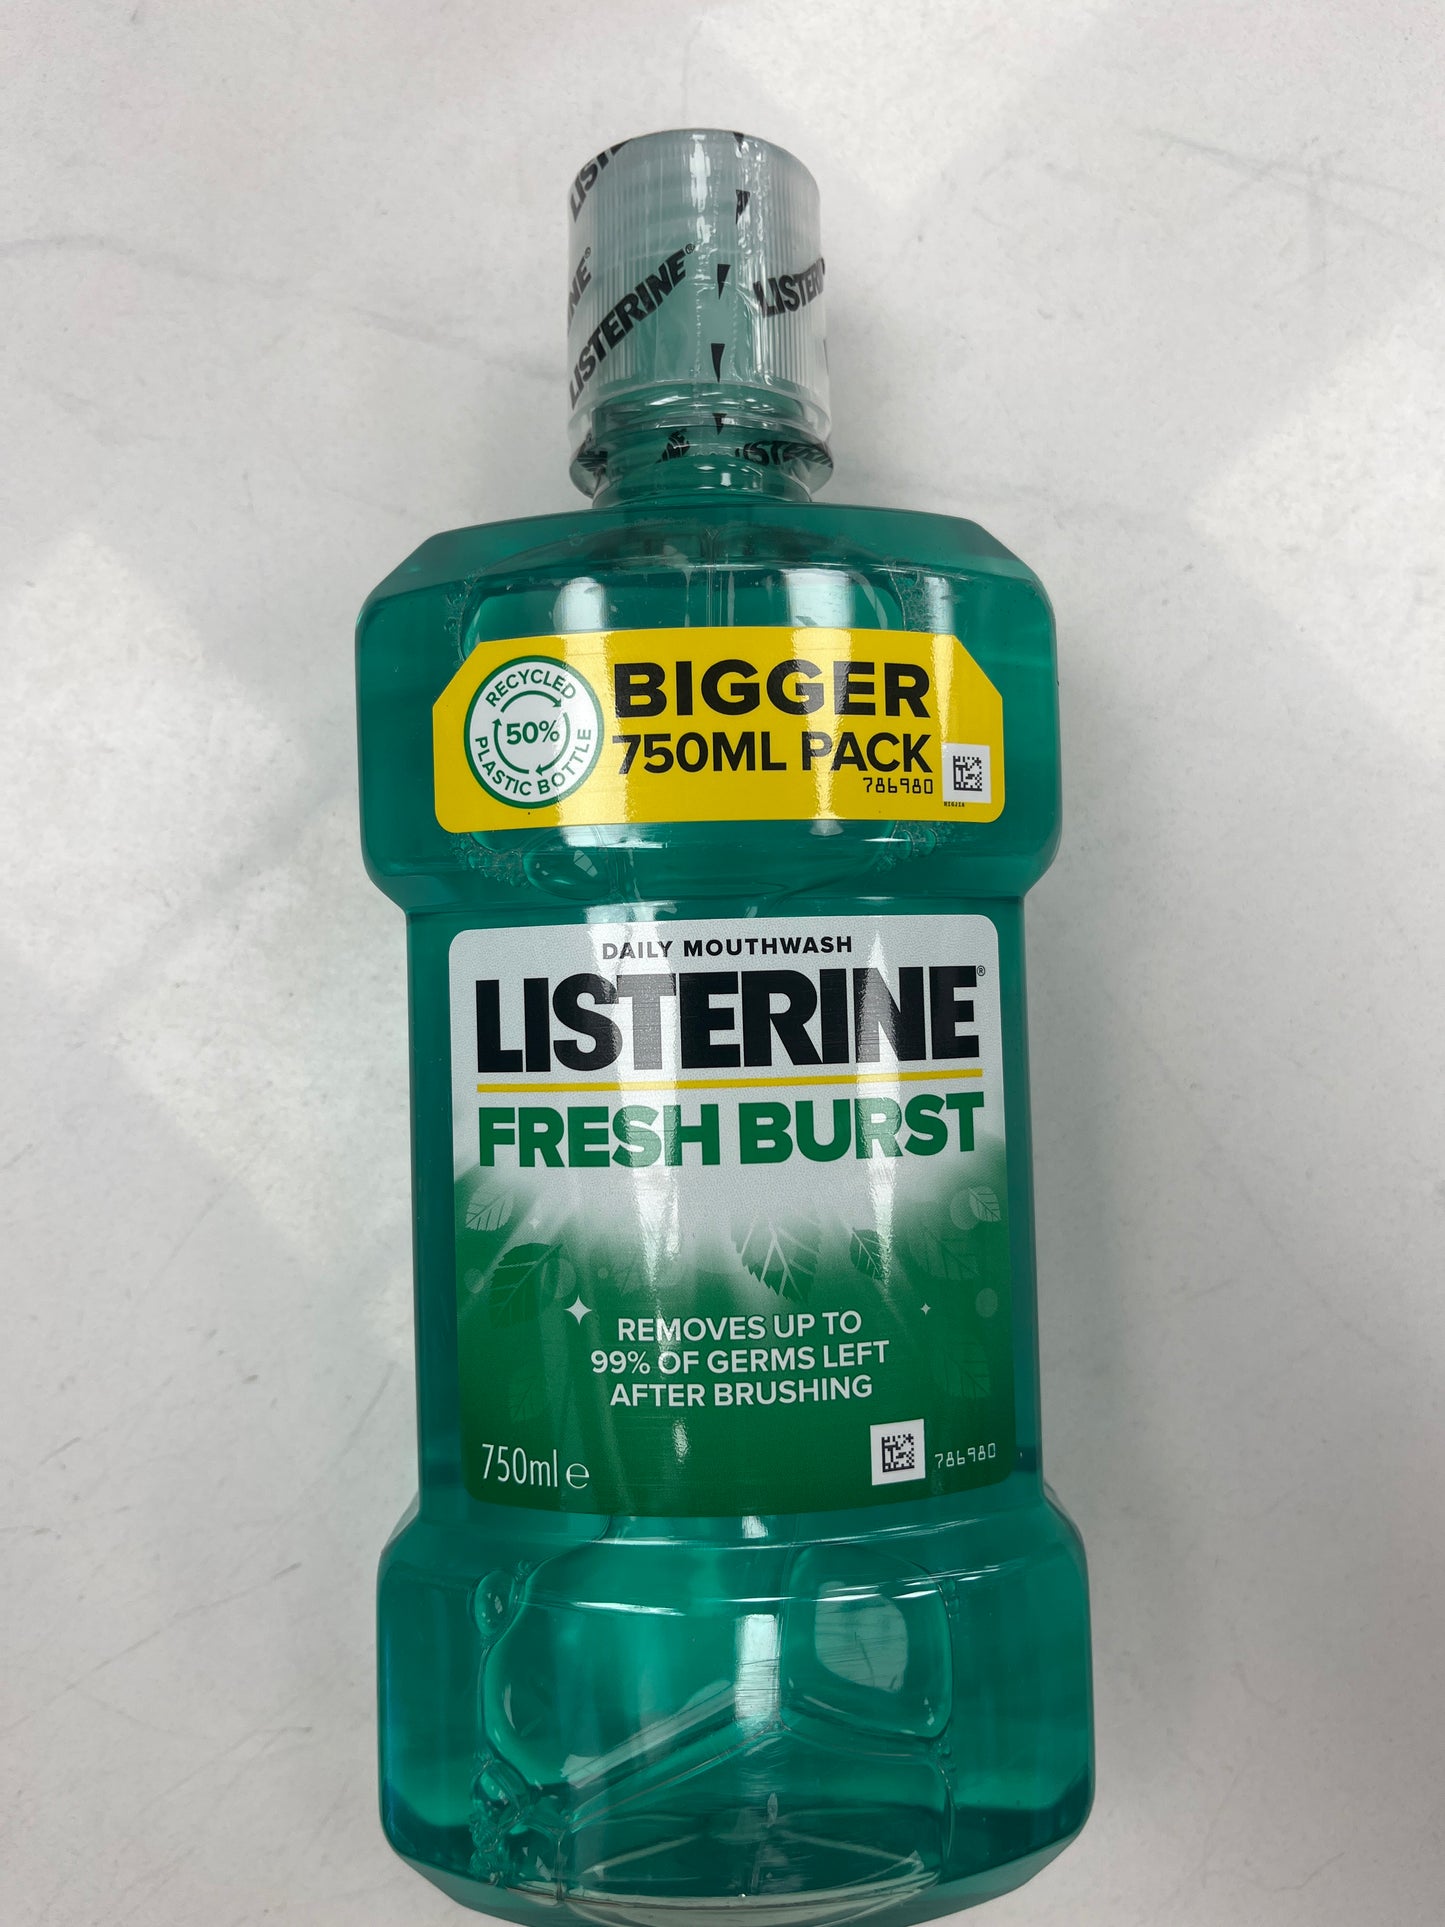 LISTERINE®
LISTERINE
RECYCLED
50%
PLASTIC BOTTLE
BIGGER
750ML PACK
786980
DAILY MOUTHWASH
LISTERINE®
FRESH BURST
REMOVES UP TO
99% OF GERMS LEFT
AFTER BRUSHING
750ml e
786980